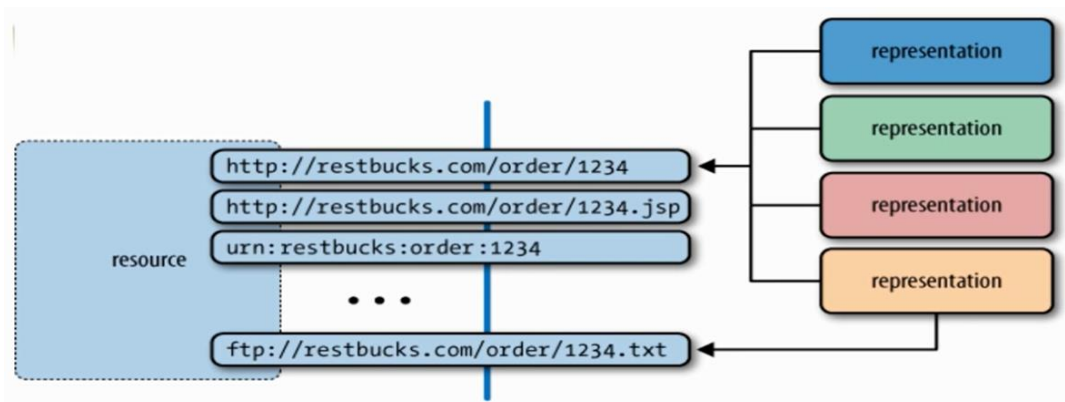 representation
representation
http://restbucks.com/order/1234
http://restbucks.com/order/1234.jsp
representation
urn:restbucks:order:1234
resource
representation
• • •
ftp://restbucks.com/order/1234.txt